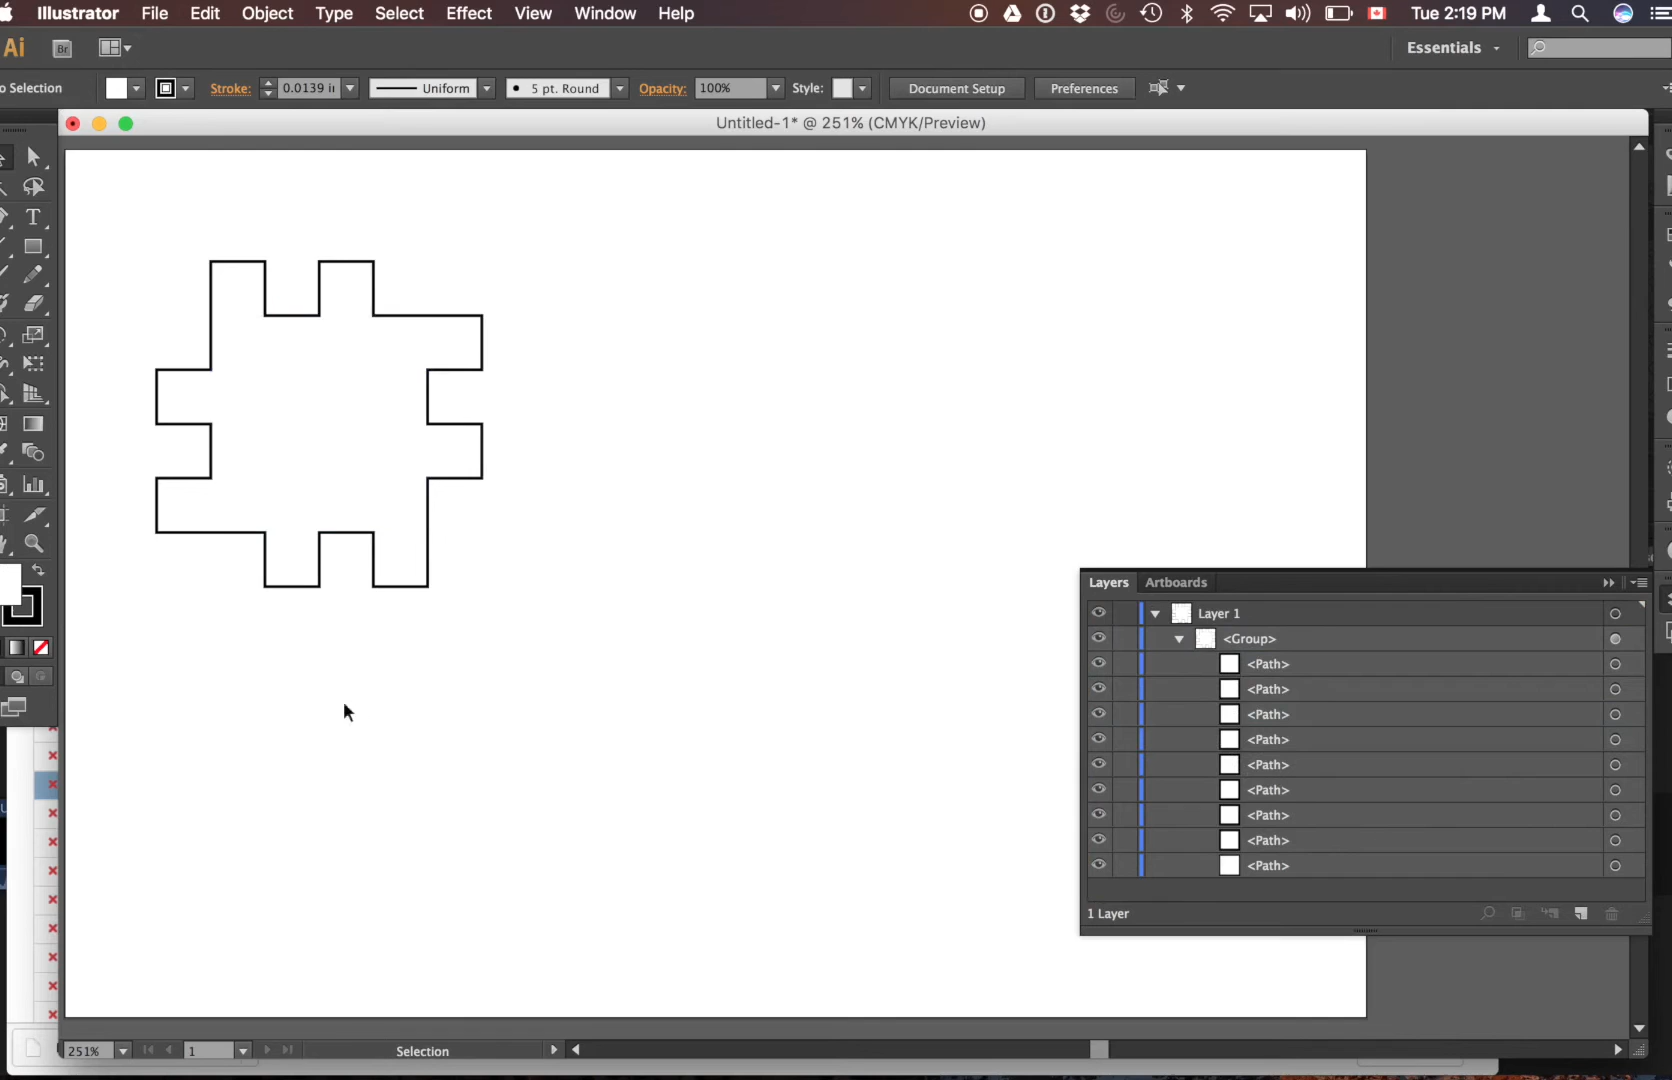 Illustrator File Edit Object Type Select Effect View Window Help Tue 2:19 PM
Ai Br Essentials
o Selection Stroke: 0.0139 i Uniform 5 pt. Round Opacity: 100% Style: Document Setup Preferences
Untitled-1* @ 251% (CMYK/Preview)
T
Layers Artboards
Layer 1
<Group>
<Path>
<Path>
<Path>
<Path>
<Path>
<Path>
<Path>
<Path>
<Path>
1 Layer
251% 1 Selection